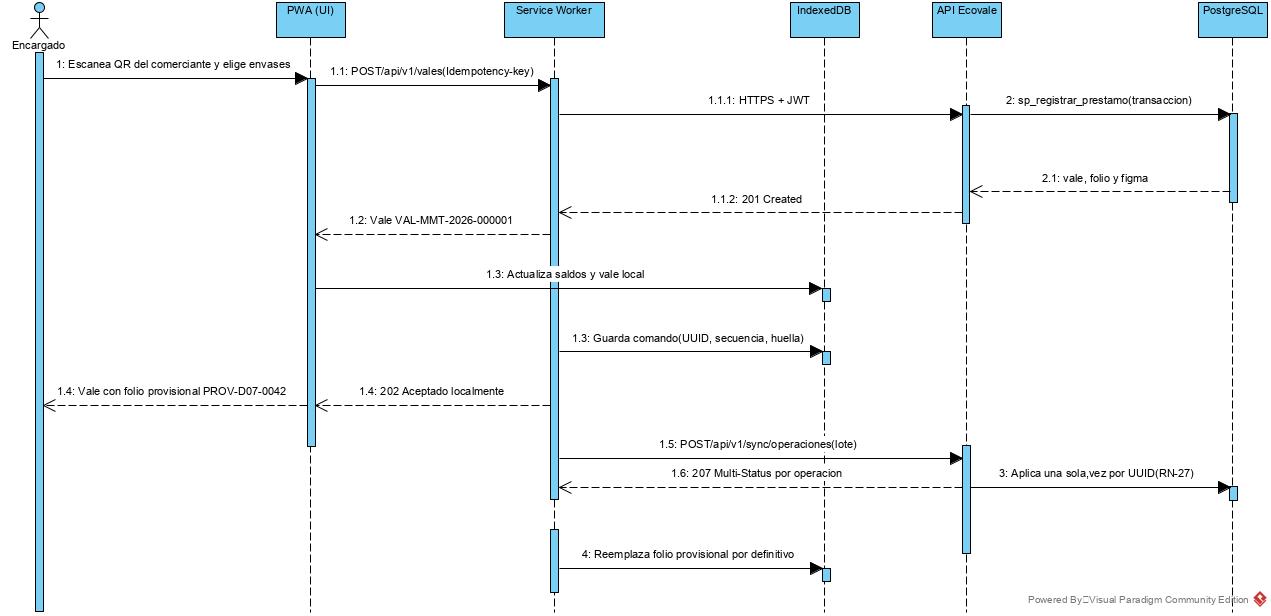 PWA (UI)
Service Worker
IndexedDB
API Ecovale
PostgreSQL
Encargado
1: Escanea QR del comerciante y elige envases
1.1: POST/api/v1/vales(Idempotency-key)
1.1.1: HTTPS + JWT
2: sp_registrar_prestamo(transaccion)
2.1: vale, folio y figma
1.1.2: 201 Created
1.2: Vale VAL-MMT-2026-000001
1.3: Actualiza saldos y vale local
1.3: Guarda comando(UUID, secuencia, huella)
1.4: Vale con folio provisional PROV-D07-0042
1.4: 202 Aceptado localmente
1.5: POST/api/v1/sync/operaciones(lote)
1.6: 207 Multi-Status por operacion
3: Aplica una sola,vez por UUID(RN-27)
4: Reemplaza folio provisional por definitivo
Powered By Visual Paradigm Community Edition